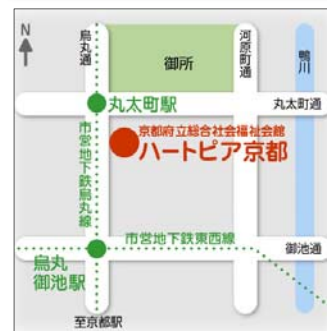 N
烏丸通
御所
河原町通
鴨川
丸太町駅
丸太町通
京都府立総合社会福祉会館
ハートピア京都
市営地下鉄烏丸線
市営地下鉄東西線
御池通
烏丸
御池駅
至京都駅